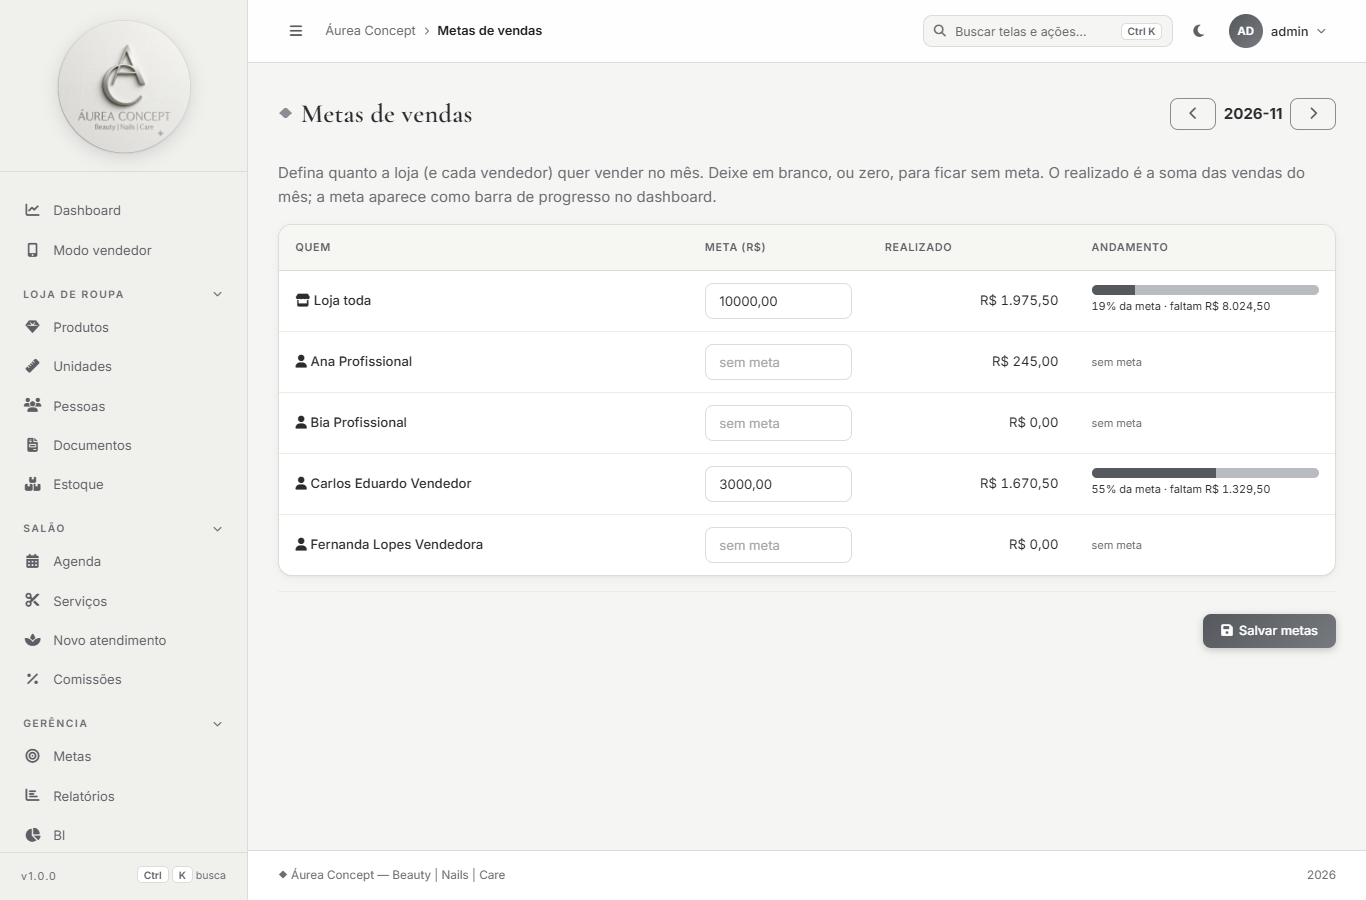 ÁUREA CONCEPT
Beauty | Nails | Care
Dashboard
Modo vendedor
LOJA DE ROUPA
Produtos
Unidades
Pessoas
Documentos
Estoque
SALÃO
Agenda
Serviços
Novo atendimento
Comissões
GERÊNCIA
Metas
Relatórios
BI
v1.0.0 Ctrl K busca
Áurea Concept › Metas de vendas
Buscar telas e ações... Ctrl K
AD admin
Metas de vendas
2026-11
Defina quanto a loja (e cada vendedor) quer vender no mês. Deixe em branco, ou zero, para ficar sem meta. O realizado é a soma das vendas do
mês; a meta aparece como barra de progresso no dashboard.
QUEM META (R$) REALIZADO ANDAMENTO
Loja toda 10000,00 R$ 1.975,50 19% da meta · faltam R$ 8.024,50
Ana Profissional sem meta R$ 245,00 sem meta
Bia Profissional sem meta R$ 0,00 sem meta
Carlos Eduardo Vendedor 3000,00 R$ 1.670,50 55% da meta · faltam R$ 1.329,50
Fernanda Lopes Vendedora sem meta R$ 0,00 sem meta
Salvar metas
Áurea Concept — Beauty | Nails | Care
2026